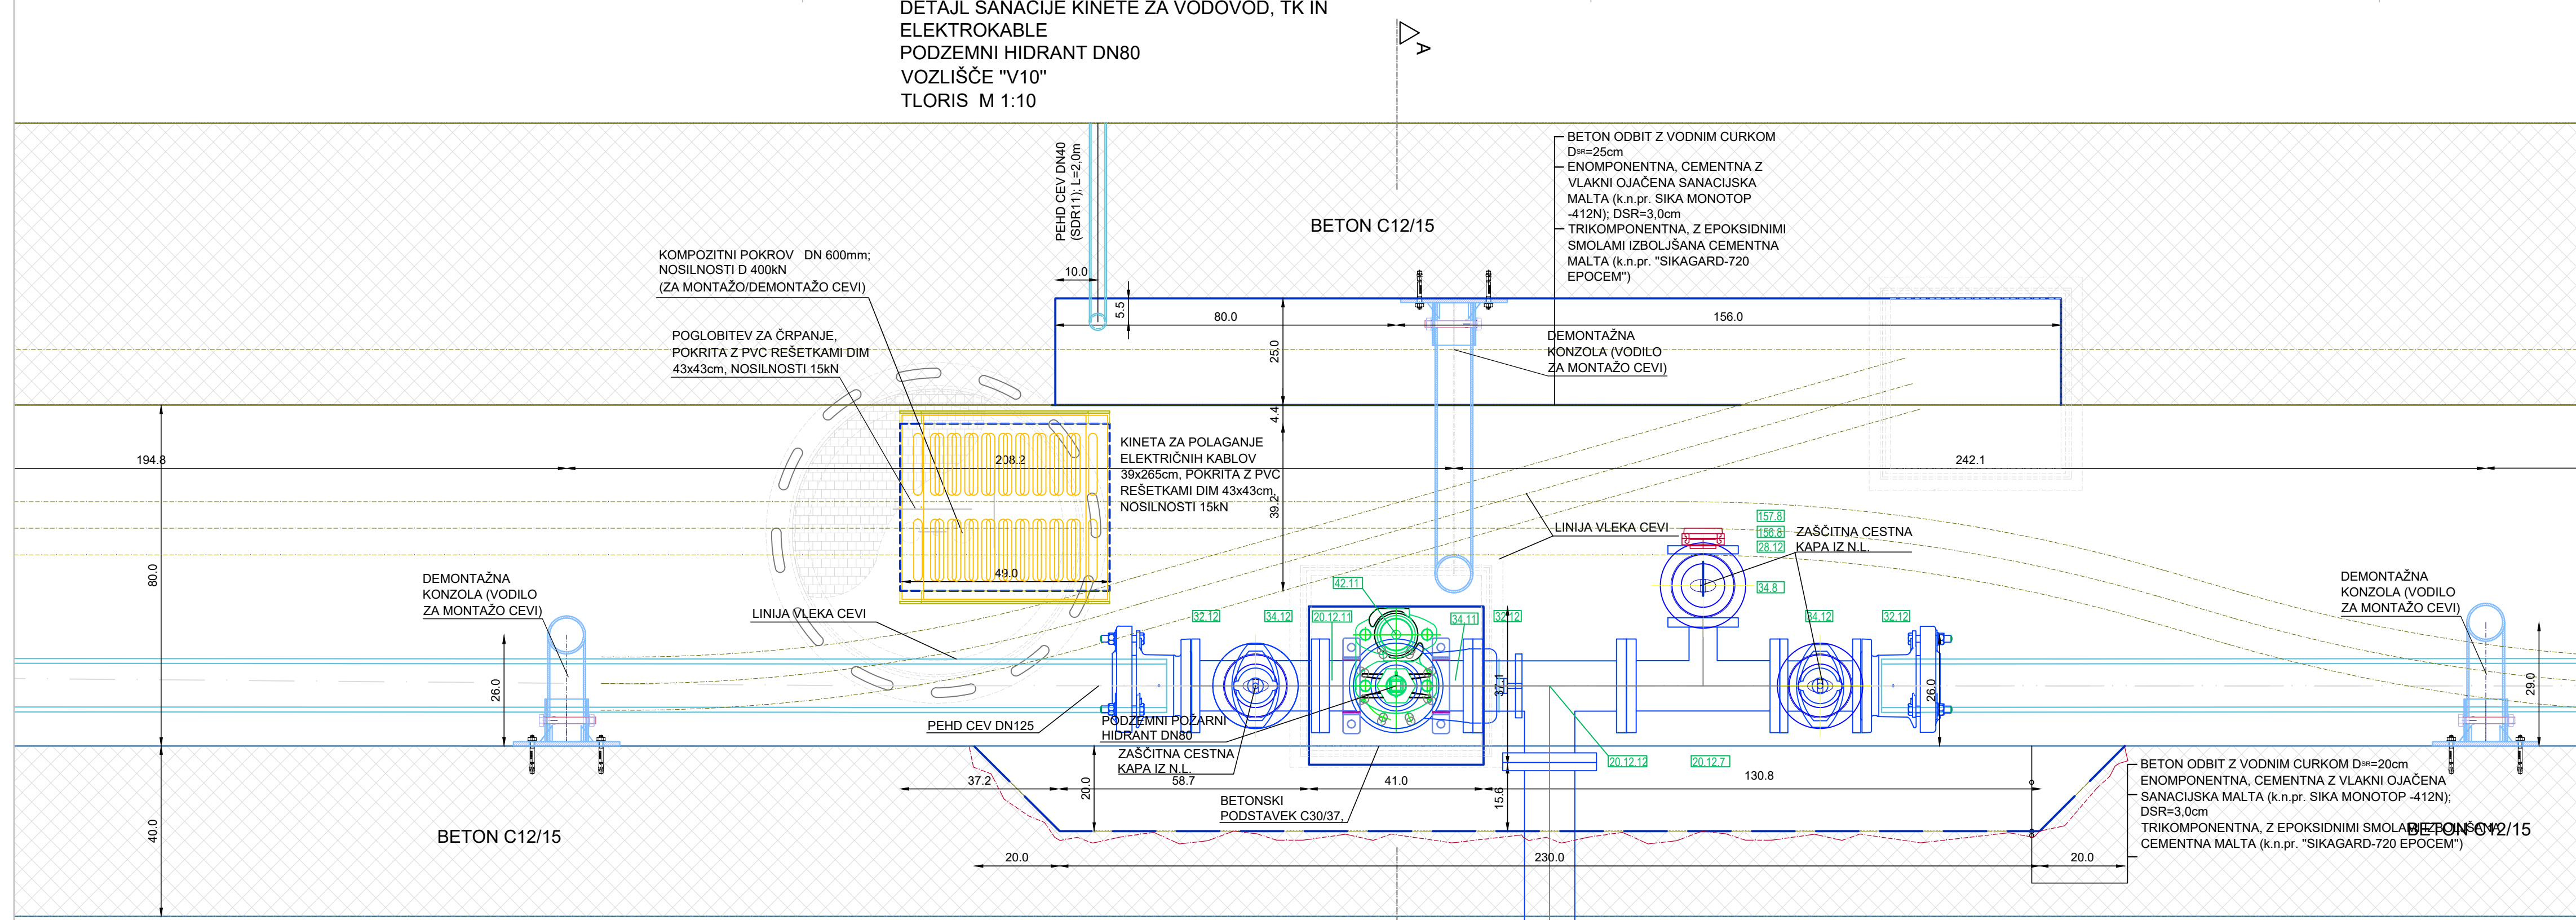 DETAJL SANACIJE KINETE ZA VODOVOD, TK IN
ELEKTROKABLE
PODZEMNI HIDRANT DN80
VOZLIŠČE "V10"
TLORIS M 1:10
A
PEHD CEV DN40
(SDR11); L=2,0m
BETON C12/15
BETON ODBIT Z VODNIM CURKOM
DSR=25cm
ENOMPONENTNA, CEMENTNA Z
VLAKNI OJAČENA SANACIJSKA
MALTA (k.n.pr. SIKA MONOTOP
-412N); DSR=3,0cm
TRIKOMPONENTNA, Z EPOKSIDNIMI
SMOLAMI IZBOLJŠANA CEMENTNA
MALTA (k.n.pr. "SIKAGARD-720
EPOCEM")
KOMPOZITNI POKROV DN 600mm;
NOSILNOSTI D 400kN
(ZA MONTAŽO/DEMONTAŽO CEVI)
10.0
5.5
80.0
156.0
25.0
POGLOBITEV ZA ČRPANJE,
POKRITA Z PVC REŠETKAMI DIM
43x43cm, NOSILNOSTI 15kN
DEMONTAŽNA
KONZOLA (VODILO
ZA MONTAŽO CEVI)
4.4
194.8
208.2
242.1
KINETA ZA POLAGANJE
ELEKTRIČNIH KABLOV
39x265cm, POKRITA Z PVC
REŠETKAMI DIM 43x43cm,
NOSILNOSTI 15kN
39.2
LINIJA VLEKA CEVI
157.8
156.8
28.12
34.8
ZAŠČITNA CESTNA
KAPA IZ N.L.
80.0
49.0
DEMONTAŽNA
KONZOLA (VODILO
ZA MONTAŽO CEVI)
LINIJA VLEKA CEVI
42.11
32.12
34.12
20.12.11
34.11
32.12
34.12
32.12
DEMONTAŽNA
KONZOLA (VODILO
ZA MONTAŽO CEVI)
26.0
37.1
26.0
29.0
PEHD CEV DN125
PODZEMNI POŽARNI
HIDRANT DN80
ZAŠČITNA CESTNA
KAPA IZ N.L.
20.12.12
20.12.7
37.2
20.0
58.7
41.0
15.6
130.8
BETONSKI
PODSTAVEK C30/37,
40.0
BETON C12/15
20.0
230.0
20.0
BETON ODBIT Z VODNIM CURKOM DSR=20cm
ENOMPONENTNA, CEMENTNA Z VLAKNI OJAČENA
SANACIJSKA MALTA (k.n.pr. SIKA MONOTOP -412N);
DSR=3,0cm
TRIKOMPONENTNA, Z EPOKSIDNIMI SMOLAMI IZBOLJŠANA
CEMENTNA MALTA (k.n.pr. "SIKAGARD-720 EPOCEM")
BETON C12/15